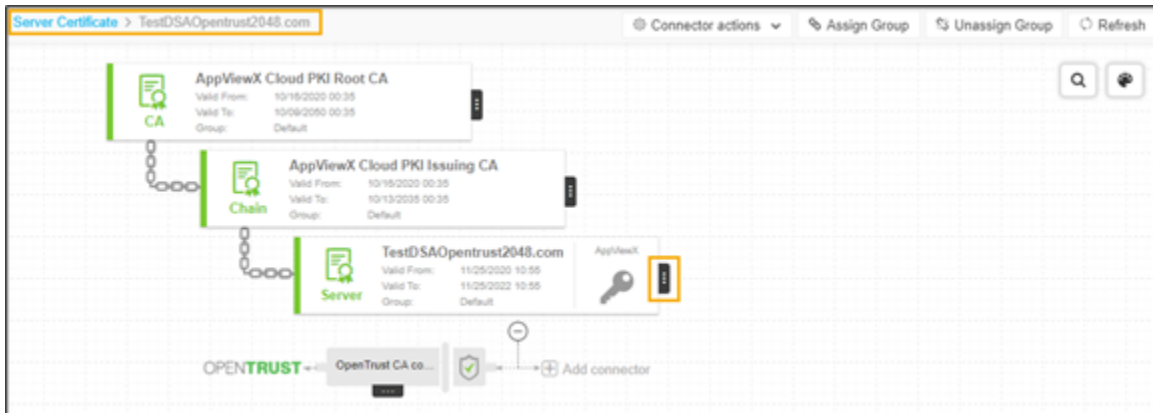 Server Certificate > TestDSAOpentrust2048.com
Connector actions
Assign Group
Unassign Group
Refresh
AppViewX Cloud PKI Root CA
Valid From: 10/16/2020 00:35
Valid To: 10/09/2050 00:35
Group: Default
CA
AppViewX Cloud PKI Issuing CA
Valid From: 10/16/2020 00:35
Valid To: 10/13/2035 00:35
Group: Default
Chain
TestDSAOpentrust2048.com
Valid From: 11/25/2020 10:55
Valid To: 11/25/2022 10:55
Group: Default
Server
AppViewX
OPENTRUST
OpenTrust CA co...
Add connector